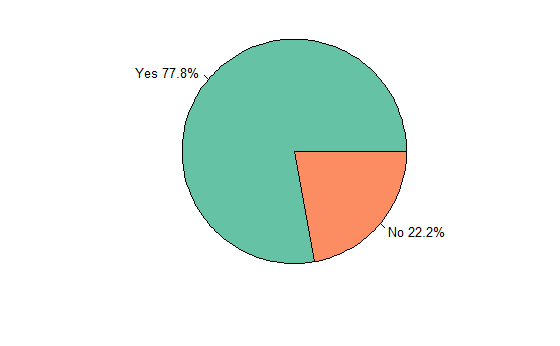 Yes 77.8%
No 22.2%